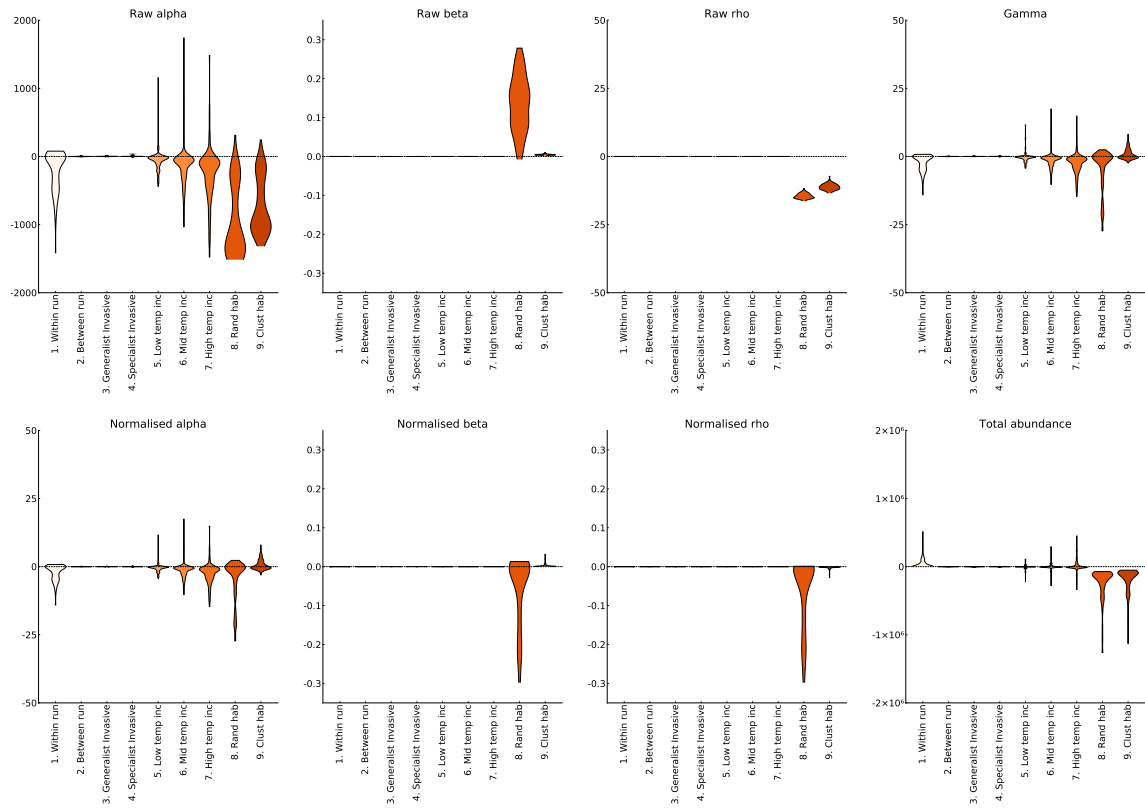 Raw alpha
2000
1000
0
-1000
-2000
1. Within run
2. Between run
3. Generalist Invasive
4. Specialist Invasive
5. Low temp inc
6. Mid temp inc
7. High temp inc
8. Rand hab
9. Clust hab
Raw beta
0.3
0.2
0.1
0.0
-0.1
-0.2
-0.3
1. Within run
2. Between run
3. Generalist Invasive
4. Specialist Invasive
5. Low temp inc
6. Mid temp inc
7. High temp inc
8. Rand hab
9. Clust hab
Raw rho
50
25
0
-25
-50
1. Within run
2. Between run
3. Generalist Invasive
4. Specialist Invasive
5. Low temp inc
6. Mid temp inc
7. High temp inc
8. Rand hab
9. Clust hab
Gamma
50
25
0
-25
-50
1. Within run
2. Between run
3. Generalist Invasive
4. Specialist Invasive
5. Low temp inc
6. Mid temp inc
7. High temp inc
8. Rand hab
9. Clust hab
Normalised alpha
50
25
0
-25
-50
1. Within run
2. Between run
3. Generalist Invasive
4. Specialist Invasive
5. Low temp inc
6. Mid temp inc
7. High temp inc
8. Rand hab
9. Clust hab
Normalised beta
0.3
0.2
0.1
0.0
-0.1
-0.2
-0.3
1. Within run
2. Between run
3. Generalist Invasive
4. Specialist Invasive
5. Low temp inc
6. Mid temp inc
7. High temp inc
8. Rand hab
9. Clust hab
Normalised rho
0.3
0.2
0.1
0.0
-0.1
-0.2
-0.3
1. Within run
2. Between run
3. Generalist Invasive
4. Specialist Invasive
5. Low temp inc
6. Mid temp inc
7. High temp inc
8. Rand hab
9. Clust hab
Total abundance
2×10⁶
1×10⁶
0
-1×10⁶
-2×10⁶
1. Within run
2. Between run
3. Generalist Invasive
4. Specialist Invasive
5. Low temp inc
6. Mid temp inc
7. High temp inc
8. Rand hab
9. Clust hab